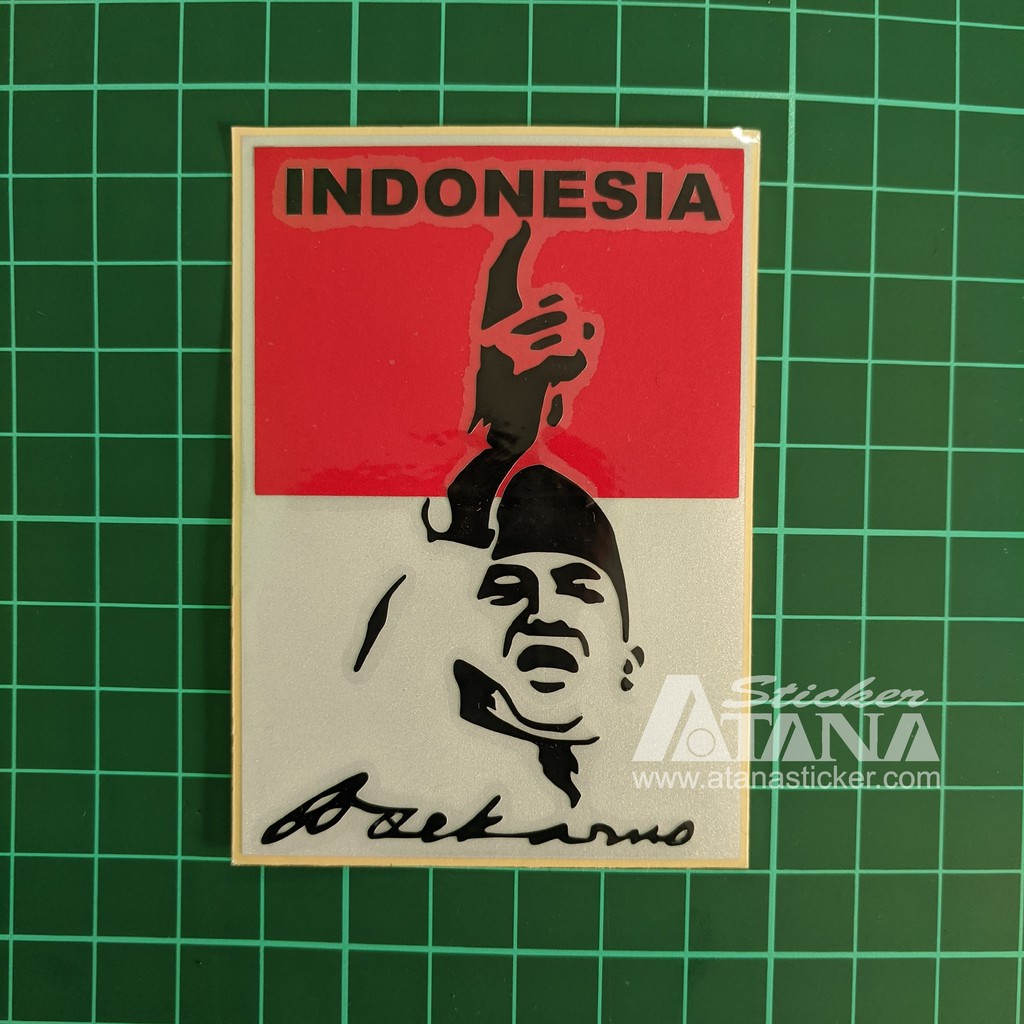 INDONESIA
Soekarno
Sticker
ATANA
www.atanasticker.com